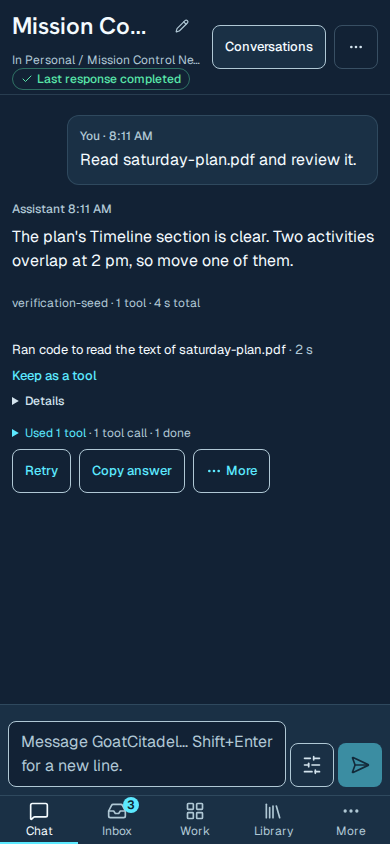 Mission Co...
Conversations
In Personal / Mission Control Ne...
Last response completed
You · 8:11 AM
Read saturday-plan.pdf and review it.
Assistant 8:11 AM
The plan's Timeline section is clear. Two activities
overlap at 2 pm, so move one of them.
verification-seed · 1 tool · 4 s total
Ran code to read the text of saturday-plan.pdf · 2 s
Keep as a tool
Details
Used 1 tool · 1 tool call · 1 done
Retry
Copy answer
··· More
Message GoatCitadel... Shift+Enter
for a new line.
3
Chat
Inbox
Work
Library
More